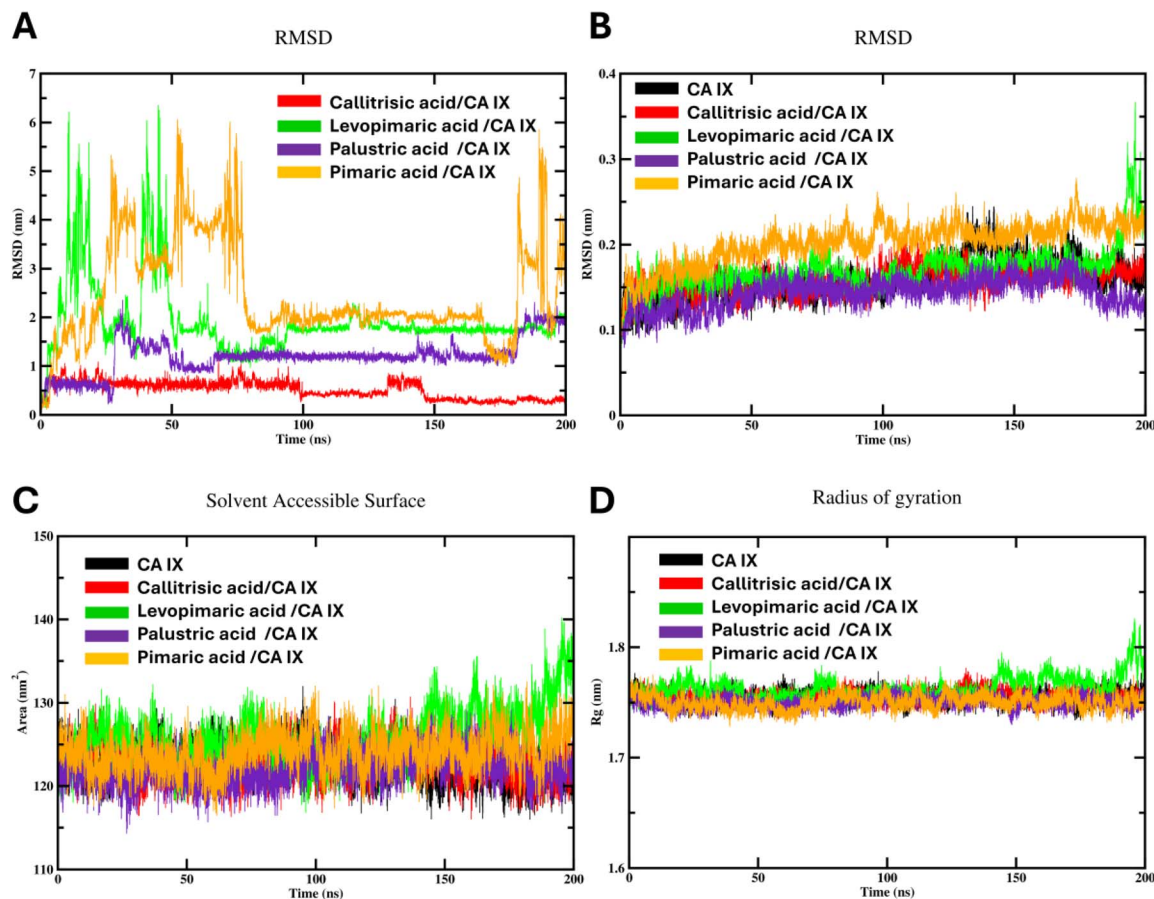 A
RMSD
RMSD (nm)
7
6
5
4
3
2
1
0
Callitrisic acid/CA IX
Levopimaric acid /CA IX
Palustric acid /CA IX
Pimaric acid /CA IX
0 50 100 150 200
Time (ns)
B
RMSD
RMSD (nm)
0.4
0.3
0.2
0.1
0
CA IX
Callitrisic acid/CA IX
Levopimaric acid /CA IX
Palustric acid /CA IX
Pimaric acid /CA IX
0 50 100 150 200
Time (ns)
C
Solvent Accessible Surface
Area (nm²)
150
140
130
120
110
CA IX
Callitrisic acid/CA IX
Levopimaric acid /CA IX
Palustric acid /CA IX
Pimaric acid /CA IX
0 50 100 150 200
Time (ns)
D
Radius of gyration
Rg (nm)
1.8
1.7
1.6
CA IX
Callitrisic acid/CA IX
Levopimaric acid /CA IX
Palustric acid /CA IX
Pimaric acid /CA IX
0 50 100 150 200
Time (ns)